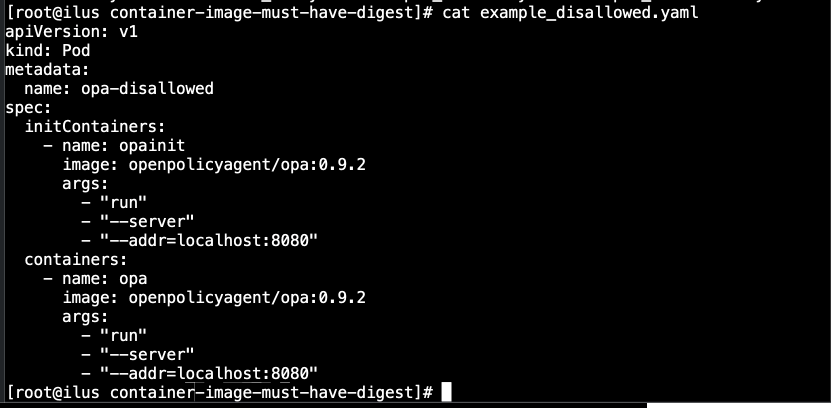 [root@ilus container-image-must-have-digest]# cat example_disallowed.yaml
apiVersion: v1
kind: Pod
metadata:
  name: opa-disallowed
spec:
  initContainers:
    - name: opainit
      image: openpolicyagent/opa:0.9.2
      args:
        - "run"
        - "--server"
        - "--addr=localhost:8080"
  containers:
    - name: opa
      image: openpolicyagent/opa:0.9.2
      args:
        - "run"
        - "--server"
        - "--addr=localhost:8080"
[root@ilus container-image-must-have-digest]#